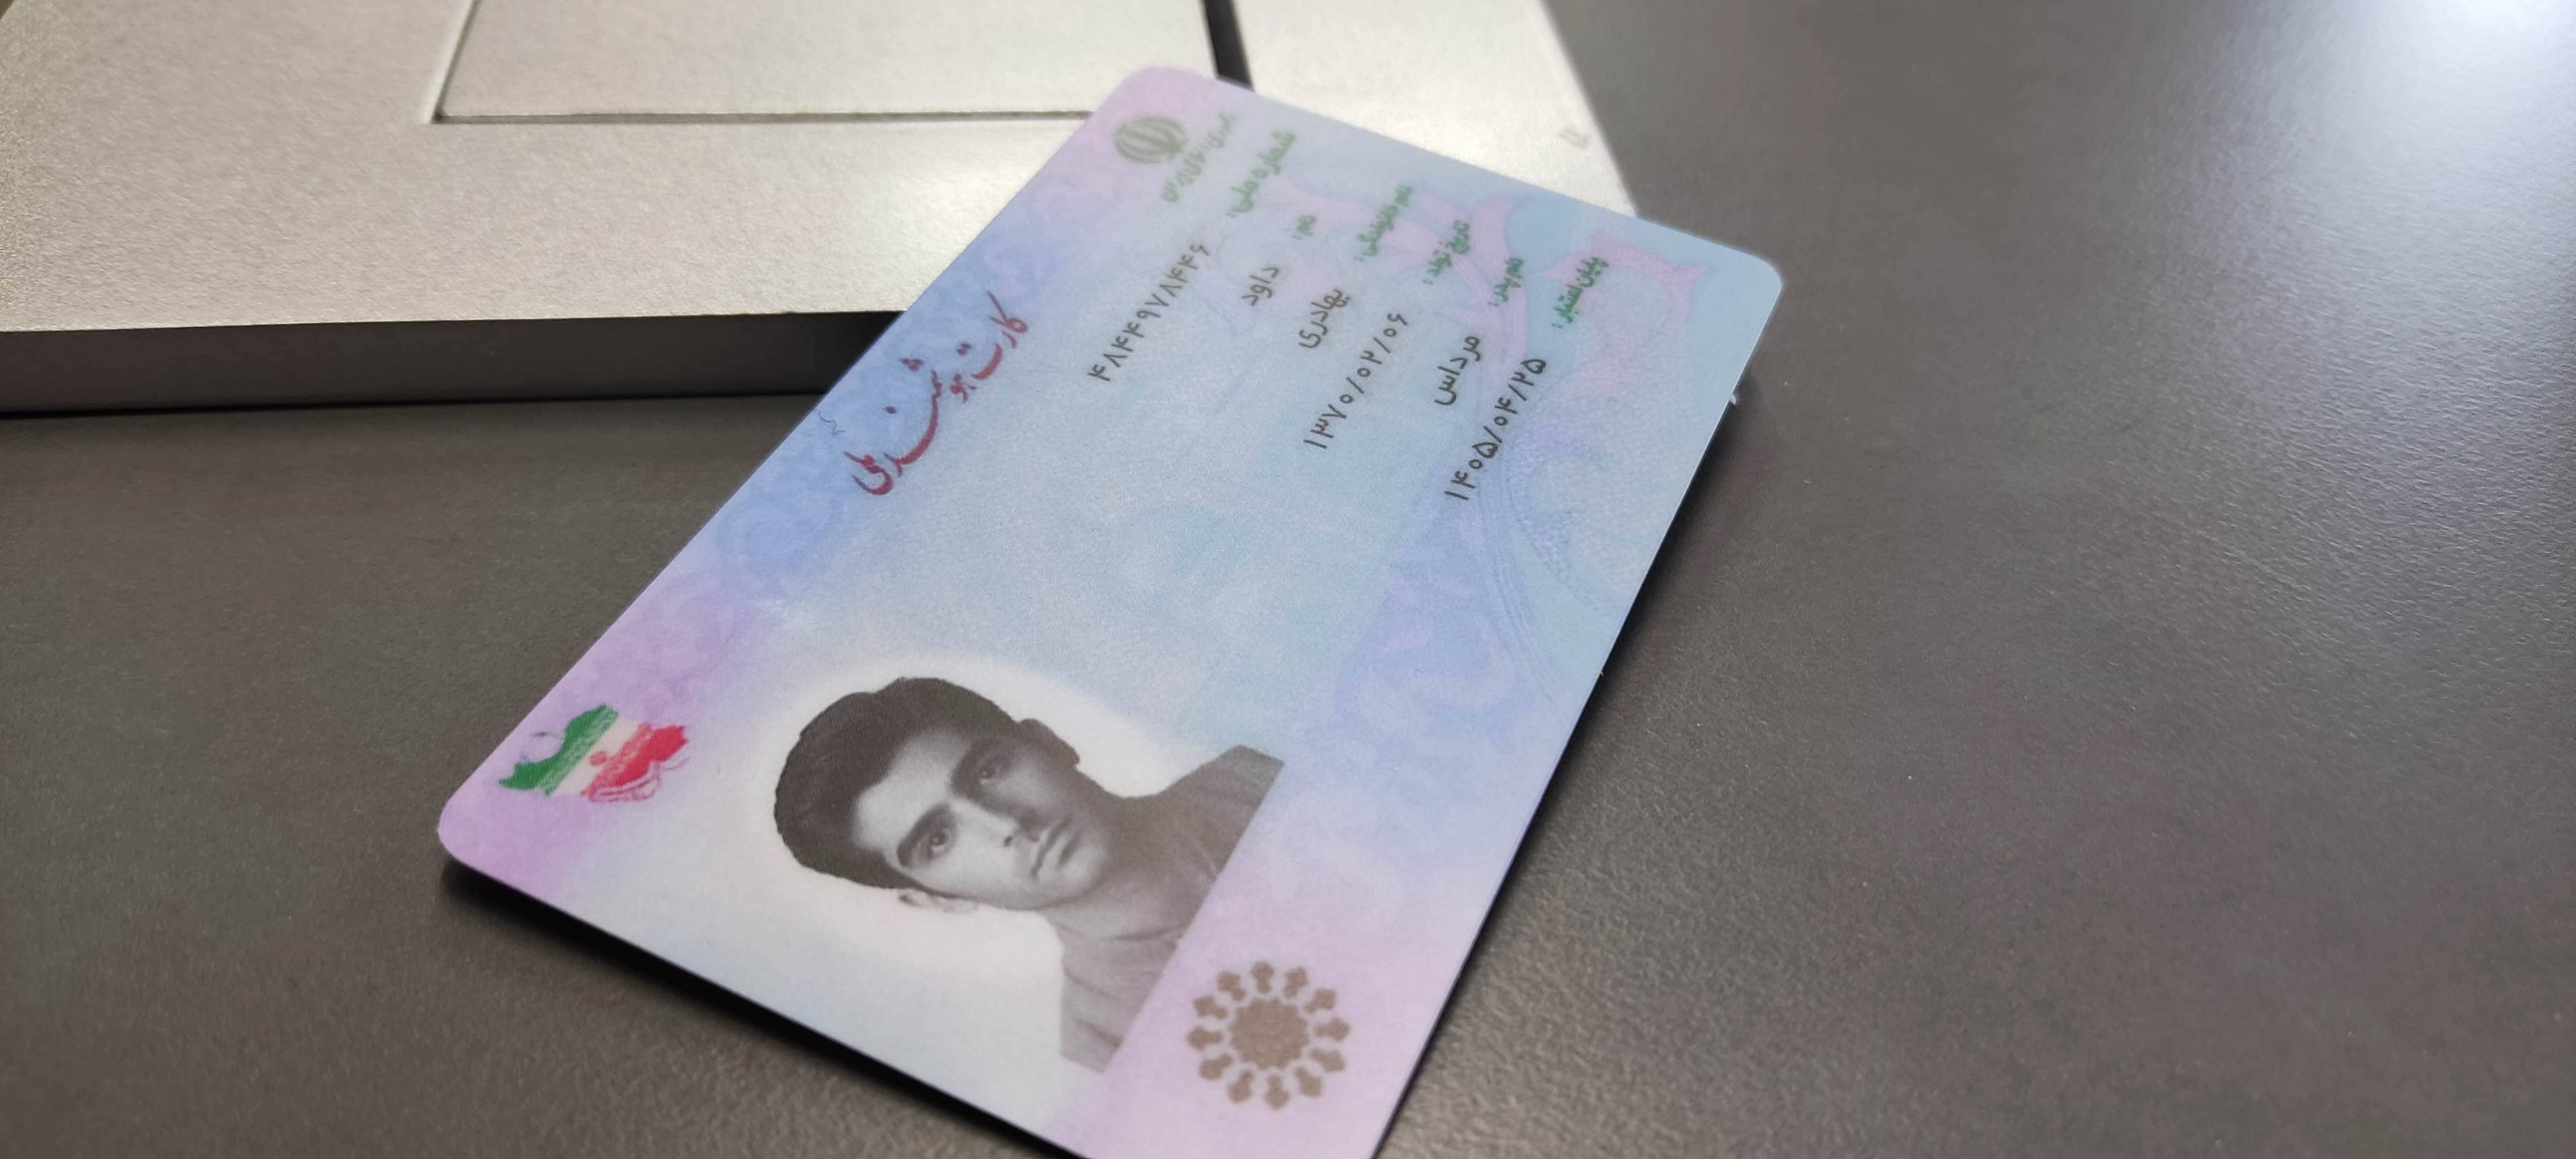 جمهوری اسلامی ایران
کارت هوشمند ملی
شماره ملی: ۴۸۴۴۹۷۸۴۴۶
نام: داود
نام خانوادگی: بهادری
تاریخ تولد: ۱۳۷۰/۰۲/۰۶
نام پدر: مرداس
پایان اعتبار: ۱۴۰۵/۰۴/۲۵